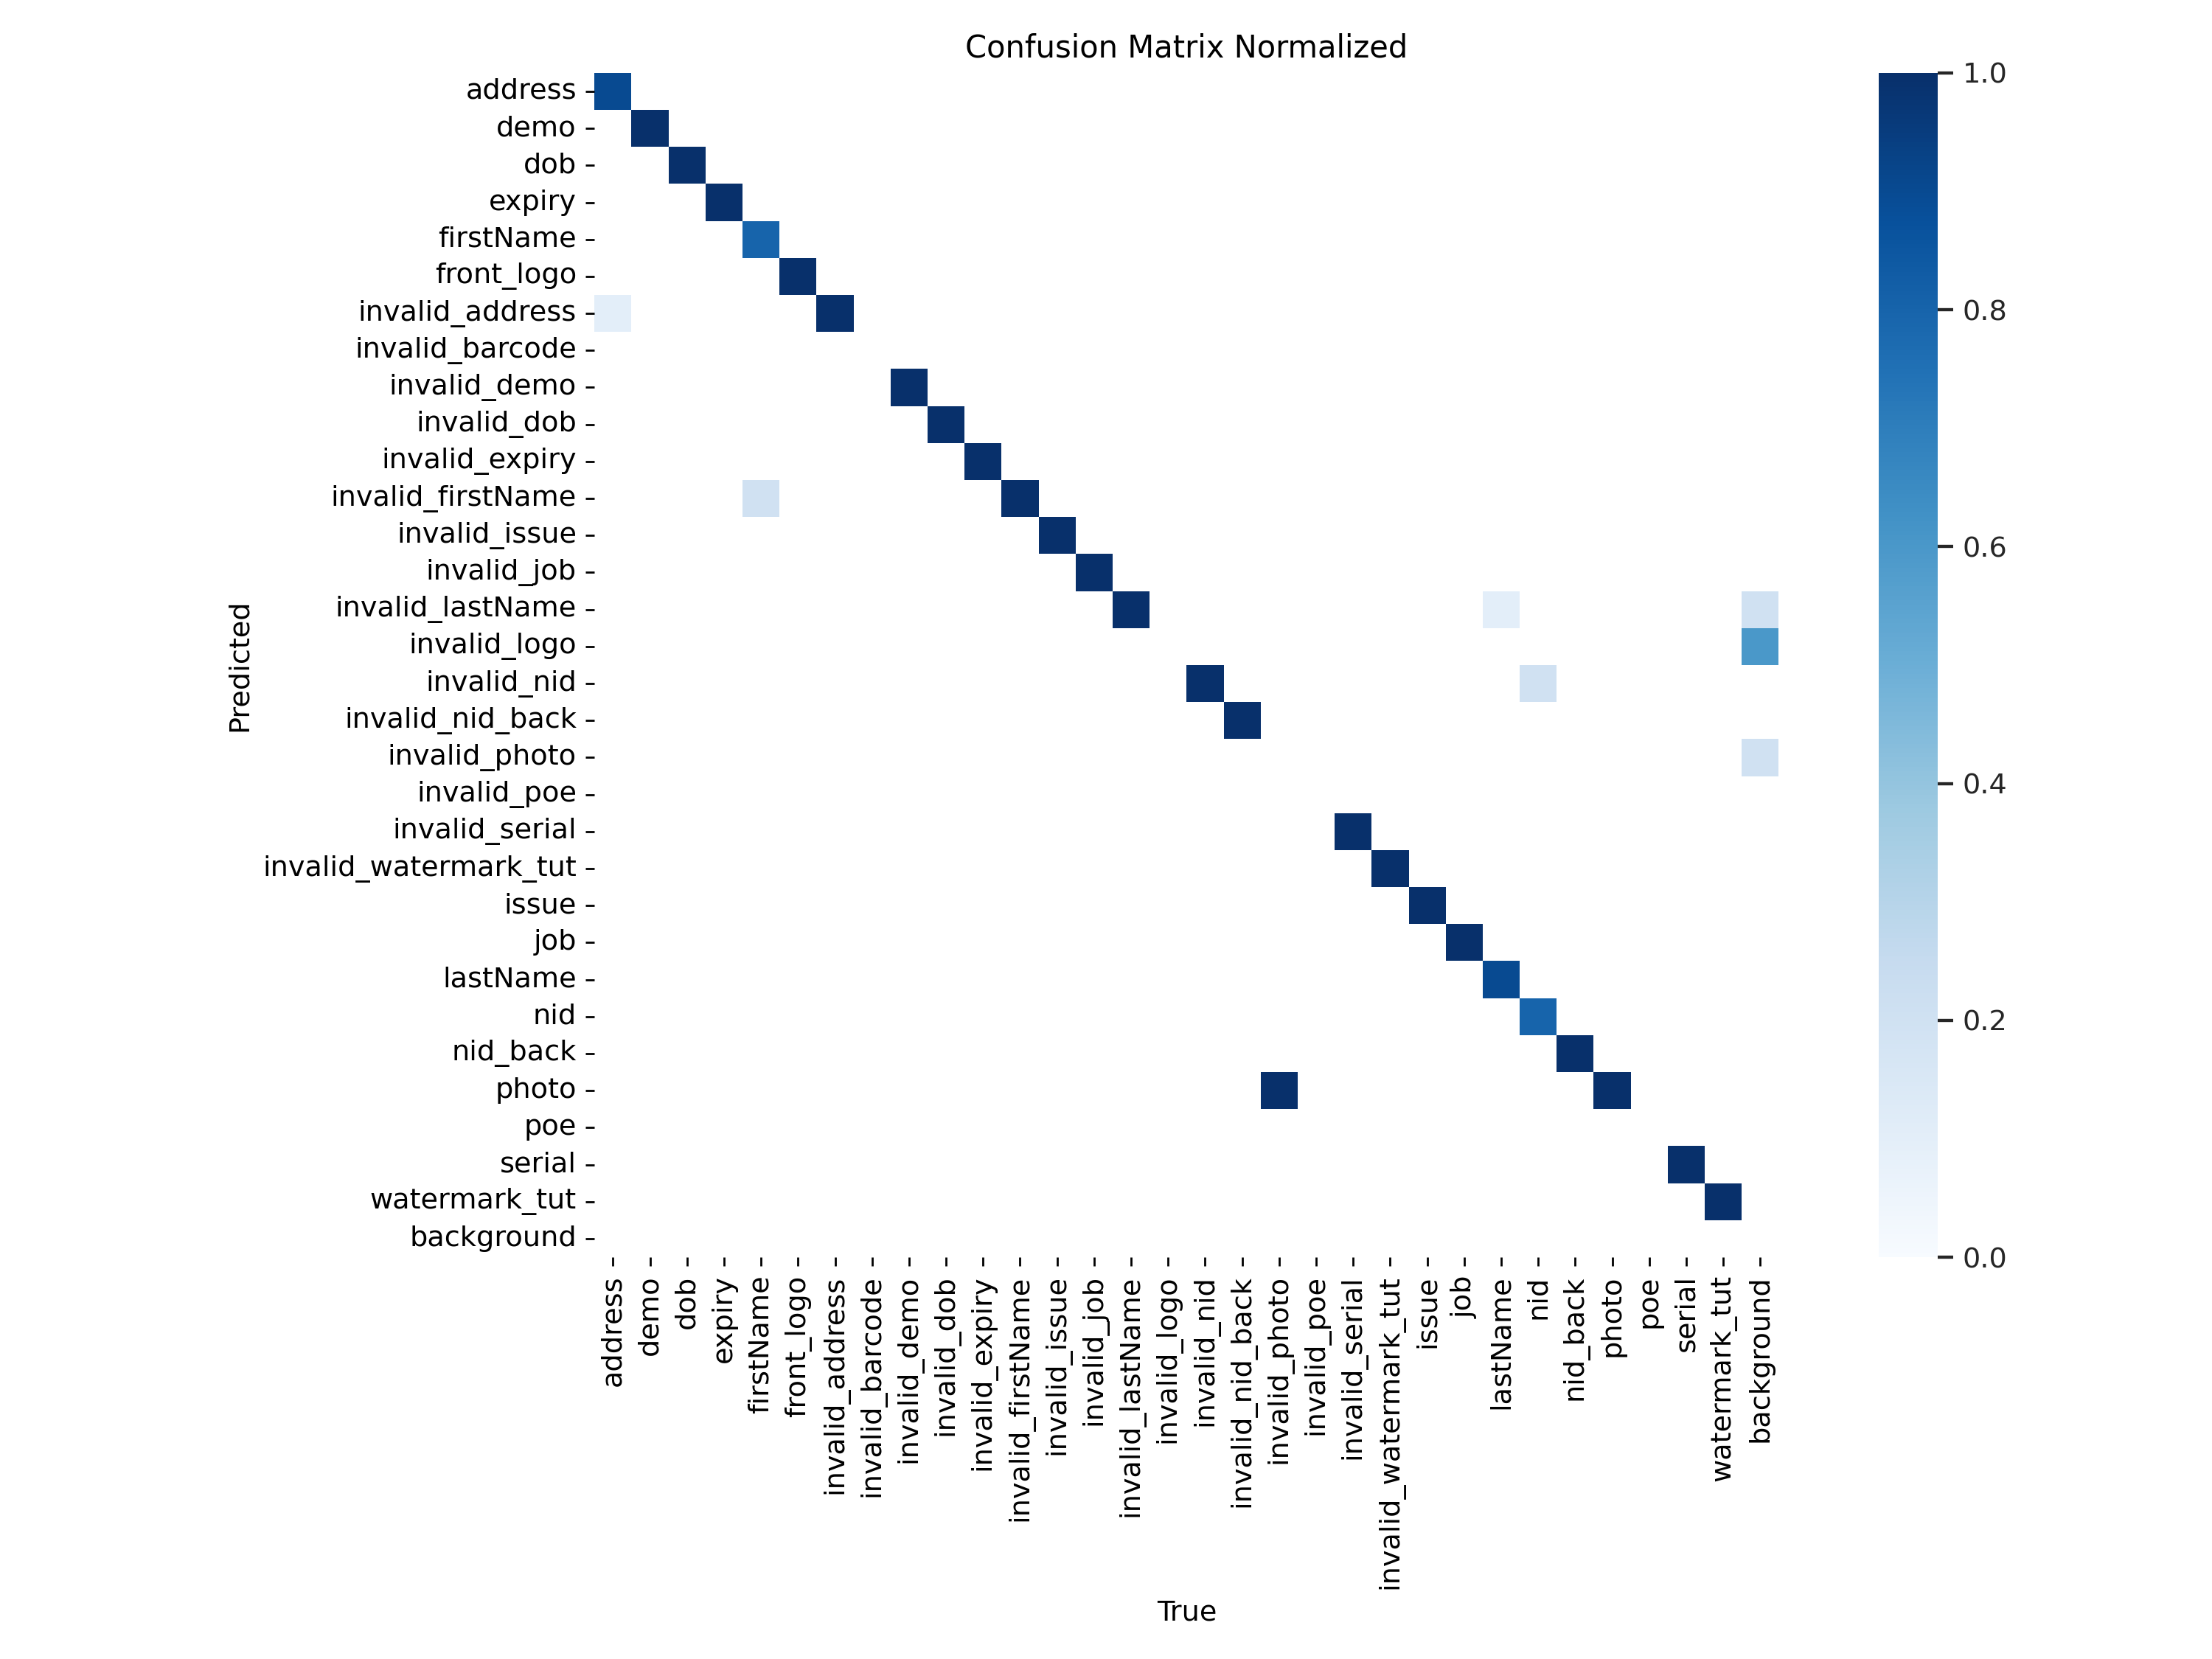 Confusion Matrix Normalized
address
demo
dob
expiry
firstName
front_logo
invalid_address
invalid_barcode
invalid_demo
invalid_dob
invalid_expiry
invalid_firstName
invalid_issue
invalid_job
invalid_lastName
invalid_logo
invalid_nid
invalid_nid_back
invalid_photo
invalid_poe
invalid_serial
invalid_watermark_tut
issue
job
lastName
nid
nid_back
photo
poe
serial
watermark_tut
background
Predicted
address
demo
dob
expiry
firstName
front_logo
invalid_address
invalid_barcode
invalid_demo
invalid_dob
invalid_expiry
invalid_firstName
invalid_issue
invalid_job
invalid_lastName
invalid_logo
invalid_nid
invalid_nid_back
invalid_photo
invalid_poe
invalid_serial
invalid_watermark_tut
issue
job
lastName
nid
nid_back
photo
poe
serial
watermark_tut
background
True
1.0
0.8
0.6
0.4
0.2
0.0